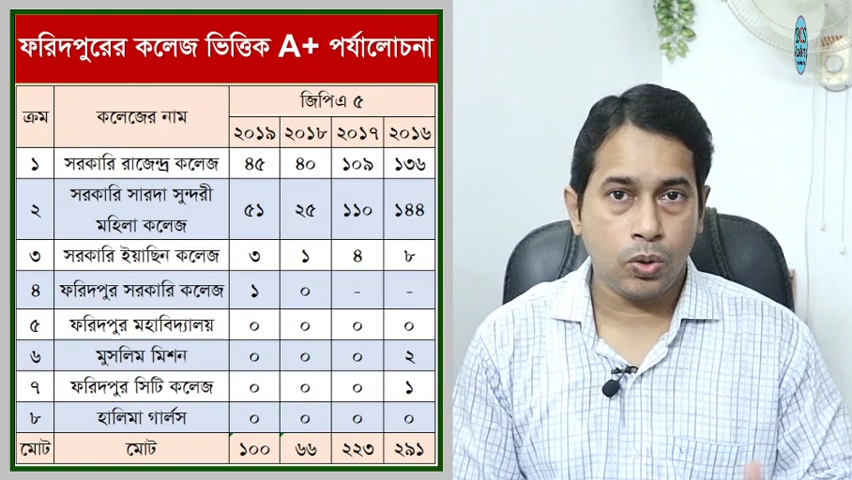 ফরিদপুরের কলেজ ভিত্তিক A+ পর্যালোচনা
ক্রম কলেজের নাম জিপিএ ৫
২০১৯ ২০১৮ ২০১৭ ২০১৬
১ সরকারি রাজেন্দ্র কলেজ ৪৫ ৪০ ১০৯ ১৩৬
২ সরকারি সারদা সুন্দরী মহিলা কলেজ ৫১ ২৫ ১১০ ১৪৪
৩ সরকারি ইয়াছিন কলেজ ৩ ১ ৪ ৮
৪ ফরিদপুর সরকারি কলেজ ১ ০ - -
৫ ফরিদপুর মহাবিদ্যালয় ০ ০ ০ ০
৬ মুসলিম মিশন ০ ০ ০ ২
৭ ফরিদপুর সিটি কলেজ ০ ০ ০ ১
৮ হালিমা গার্লস ০ ০ ০ ০
মোট মোট ১০০ ৬৬ ২২৩ ২৯১